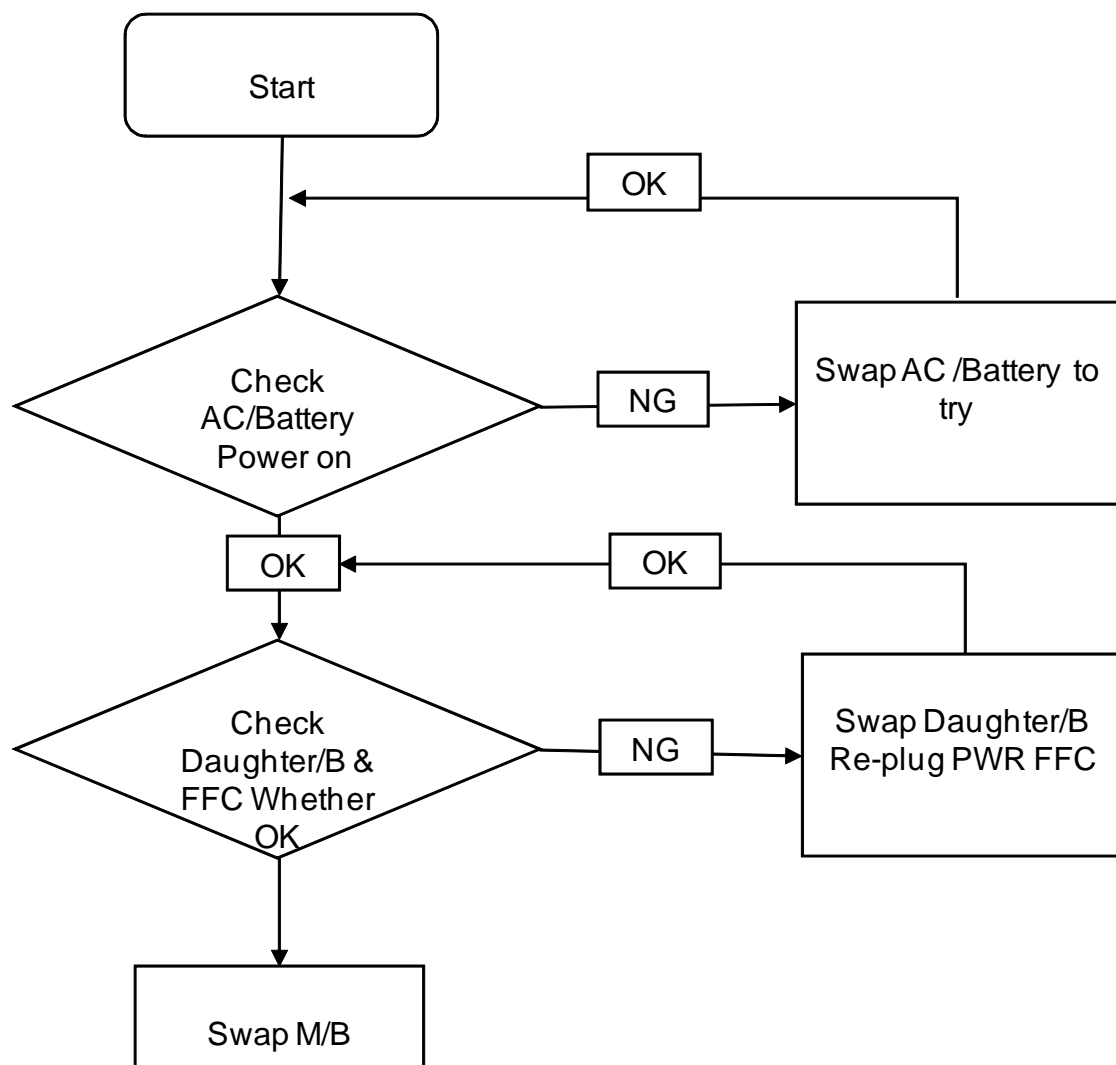 Start
OK
Check
AC/Battery
Power on
NG
Swap AC /Battery to
try
OK
OK
Check
Daughter/B &
FFC Whether
OK
NG
Swap Daughter/B
Re-plug PWR FFC
Swap M/B